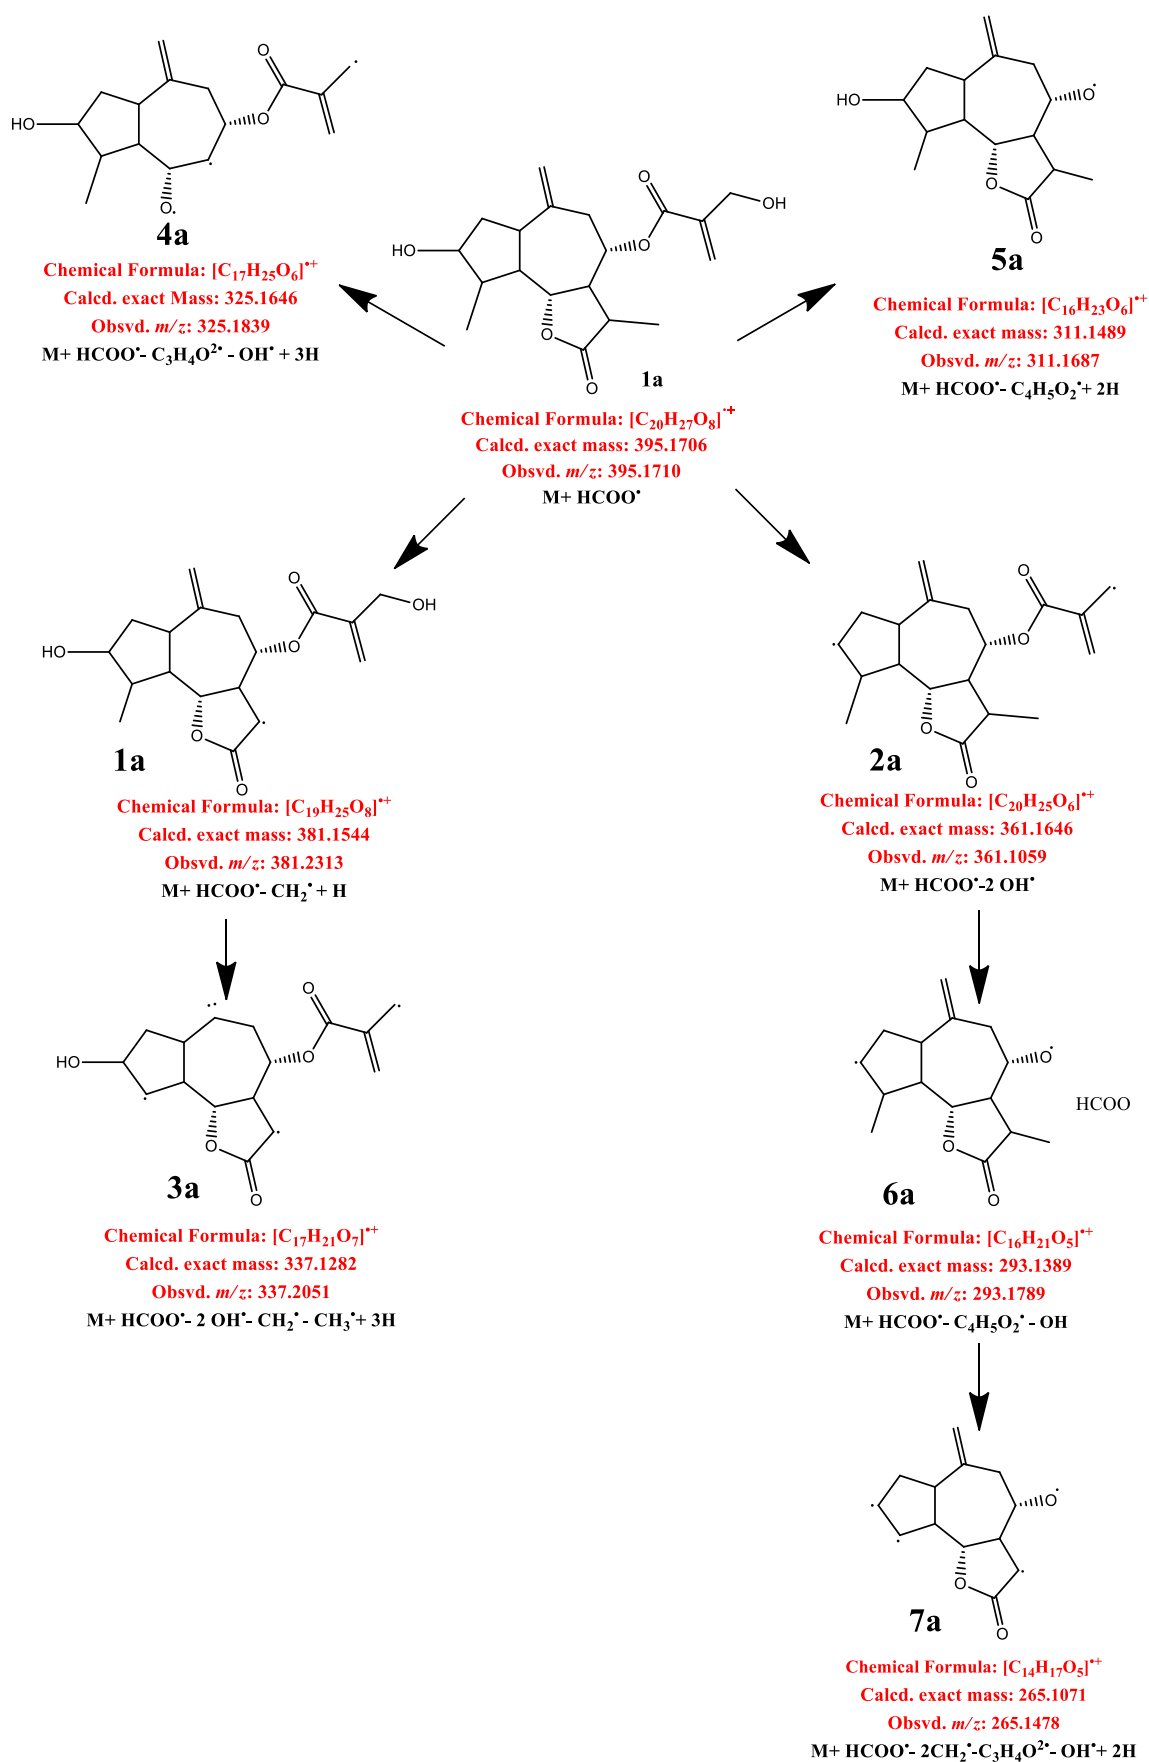 HO
O
O
O.
4a
Chemical Formula: [C₁₇H₂₅O₆]•⁺
Calcd. exact Mass: 325.1646
Obsvd. m/z: 325.1839
M+ HCOO•- C₃H₄O²• - OH• + 3H
HO
O•
O
O
5a
Chemical Formula: [C₁₆H₂₃O₆]•⁺
Calcd. exact mass: 311.1489
Obsvd. m/z: 311.1687
M+ HCOO•- C₄H₅O₂•+ 2H
HO
O
O
OH
O
O
1a
Chemical Formula: [C₂₀H₂₇O₈]•⁺
Calcd. exact mass: 395.1706
Obsvd. m/z: 395.1710
M+ HCOO•
HO
O
O
OH
O
O
1a
Chemical Formula: [C₁₉H₂₅O₈]•⁺
Calcd. exact mass: 381.1544
Obsvd. m/z: 381.2313
M+ HCOO•- CH₂•+ H
O
O
O
O
2a
Chemical Formula: [C₂₀H₂₅O₆]•⁺
Calcd. exact mass: 361.1646
Obsvd. m/z: 361.1059
M+ HCOO•-2 OH•
HO
O
O
O
O
3a
Chemical Formula: [C₁₇H₂₁O₇]•⁺
Calcd. exact mass: 337.1282
Obsvd. m/z: 337.2051
M+ HCOO•- 2 OH•- CH₂•- CH₃•+ 3H
O•
HCOO
O
O
6a
Chemical Formula: [C₁₆H₂₁O₅]•⁺
Calcd. exact mass: 293.1389
Obsvd. m/z: 293.1789
M+ HCOO•- C₄H₅O₂• - OH
O•
O
O
7a
Chemical Formula: [C₁₄H₁₇O₅]•⁺
Calcd. exact mass: 265.1071
Obsvd. m/z: 265.1478
M+ HCOO•- 2CH₂•-C₃H₄O²•- OH•+ 2H